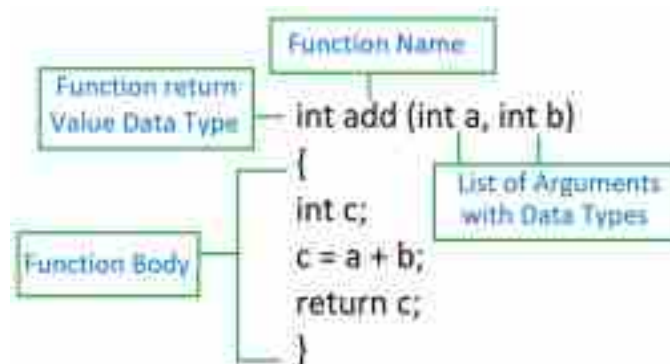 Function Name
Function return
Value Data Type
int add (int a, int b)
{
List of Arguments
with Data Types
int c;
Function Body
c = a + b;
return c;
}